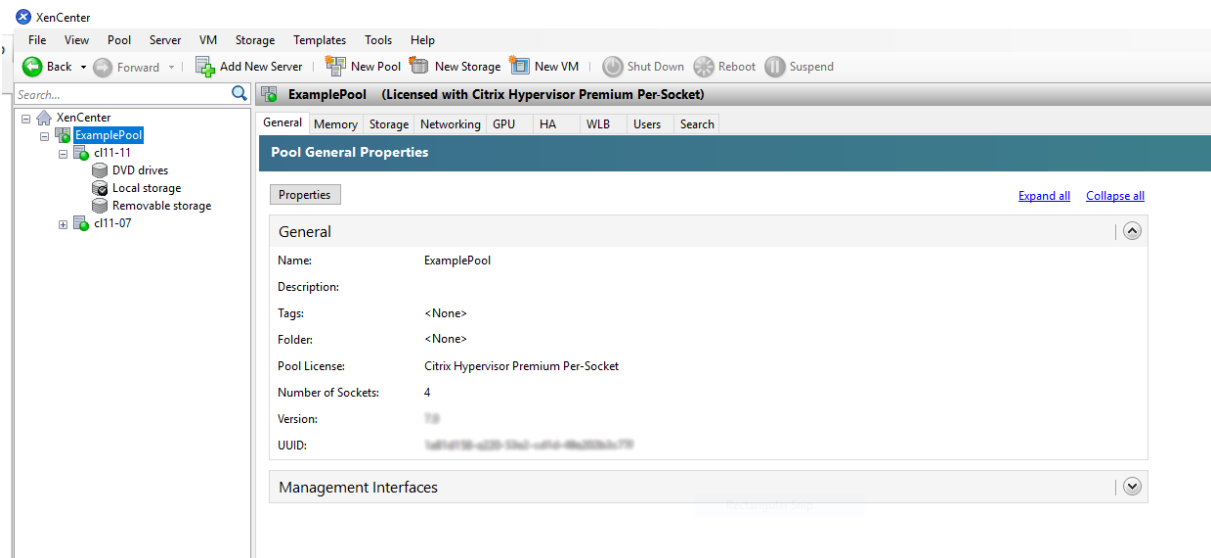 XenCenter
File View Pool Server VM Storage Templates Tools Help
Back Forward Add New Server New Pool New Storage New VM Shut Down Reboot Suspend
Search...
ExamplePool (Licensed with Citrix Hypervisor Premium Per-Socket)
XenCenter
ExamplePool
cl11-11
DVD drives
Local storage
Removable storage
cl11-07
General Memory Storage Networking GPU HA WLB Users Search
Pool General Properties
Properties
Expand all Collapse all
General
Name: ExamplePool
Description:
Tags: <None>
Folder: <None>
Pool License: Citrix Hypervisor Premium Per-Socket
Number of Sockets: 4
Version:
UUID:
Management Interfaces